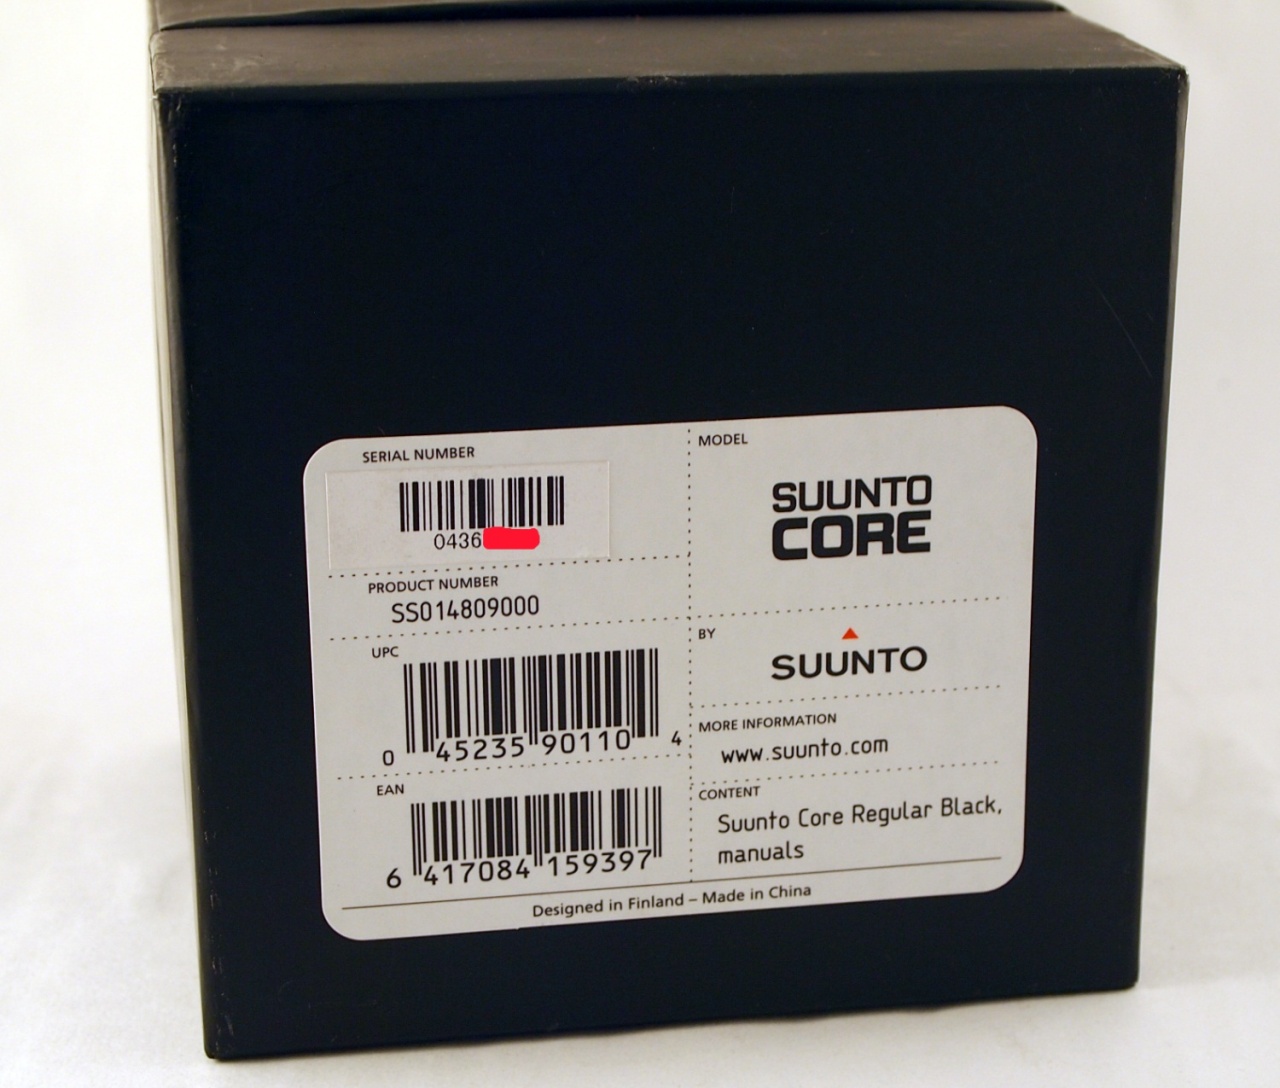 SERIAL NUMBER
0436
PRODUCT NUMBER
SS014809000
UPC
0 45235 90110 4
EAN
6 417084 159397
MODEL
SUUNTO
CORE
BY
SUUNTO
MORE INFORMATION
www.suunto.com
CONTENT
Suunto Core Regular Black,
manuals
Designed in Finland – Made in China